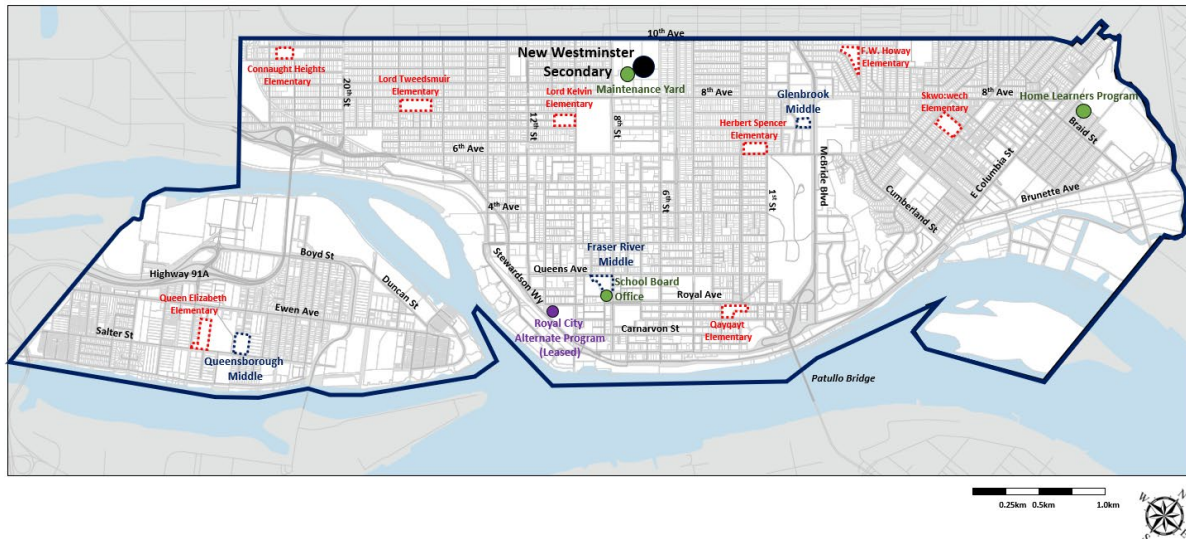 10th Ave
New Westminster
Secondary
Maintenance Yard
F.W. Howay
Elementary
Connaught Heights
Elementary
20th St
Lord Tweedsmuir
Elementary
Lord Kelvin
Elementary
12th St
8th St
8th Ave
Glenbrook
Middle
Skwo:wech
Elementary
8th Ave
Home Learners Program
Braid St
Herbert Spencer
Elementary
6th Ave
McBride Blvd
E Columbia St
Brunette Ave
Cumberland St
4th Ave
6th St
1st St
Stewardson Wy
Boyd St
Highway 91A
Duncan St
Fraser River
Middle
Queens Ave
School Board
Office
Royal Ave
Queen Elizabeth
Elementary
Ewen Ave
Salter St
Queensborough
Middle
Royal City
Alternate Program
(Leased)
Carnarvon St
Qayqayt
Elementary
Patullo Bridge
0.25km 0.5km 1.0km
W N
S E